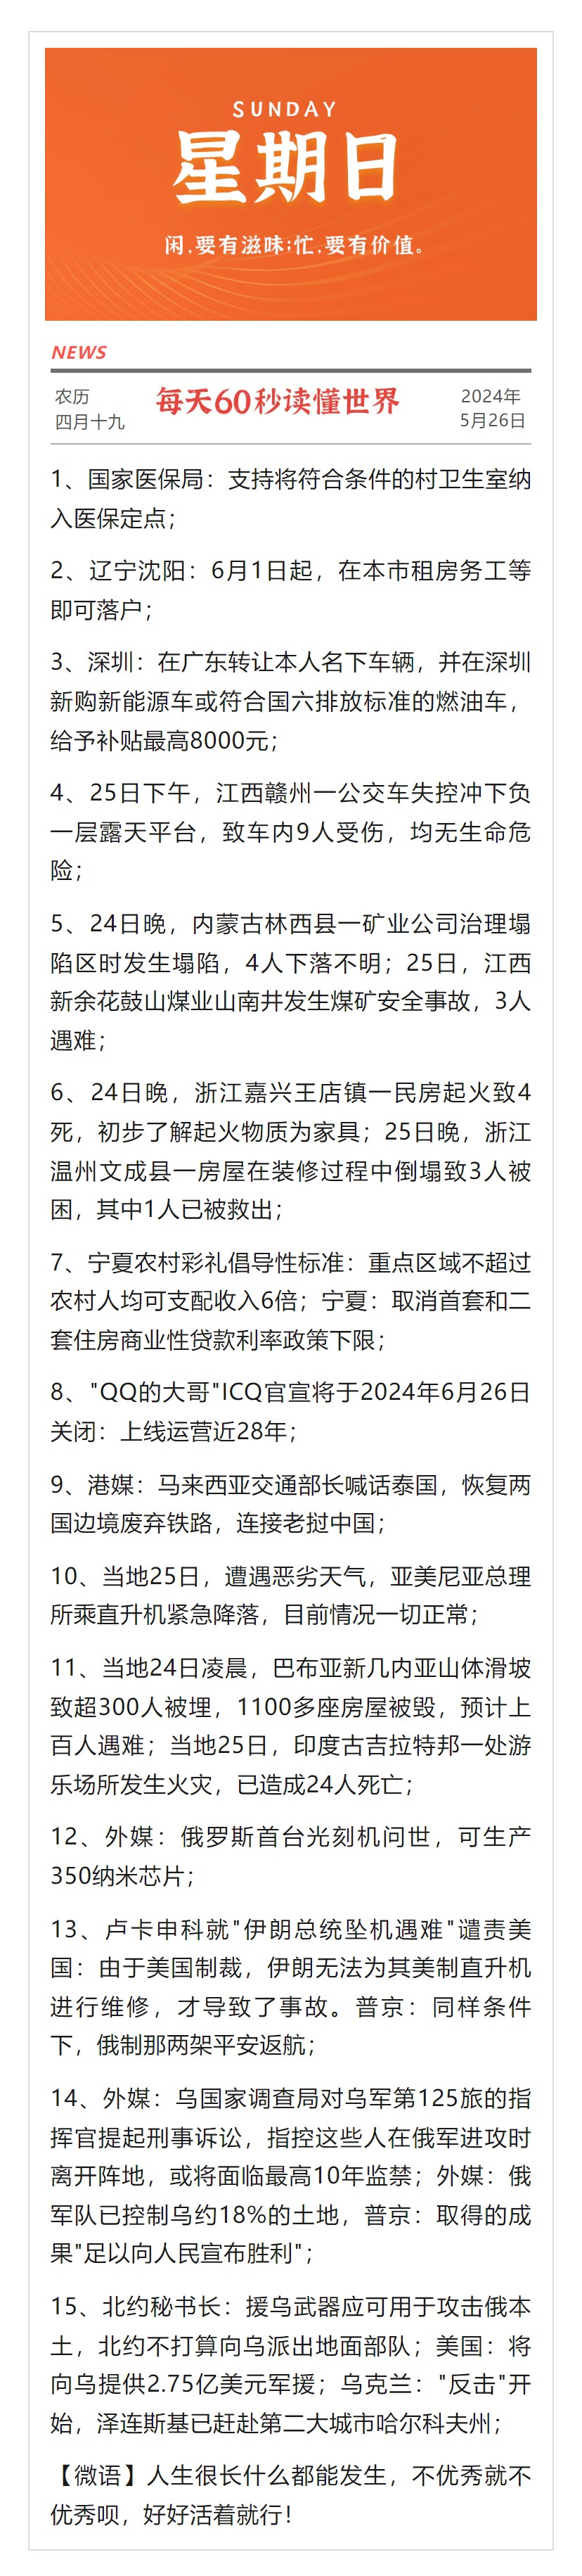 SUNDAY
星期日
闲,要有滋味;忙,要有价值。
NEWS
农历
四月十九
每天60秒读懂世界
2024年
5月26日
1、国家医保局：支持将符合条件的村卫生室纳
入医保定点；
2、辽宁沈阳：6月1日起，在本市租房务工等
即可落户；
3、深圳：在广东转让本人名下车辆，并在深圳
新购新能源车或符合国六排放标准的燃油车，
给予补贴最高8000元；
4、25日下午，江西赣州一公交车失控冲下负
一层露天平台，致车内9人受伤，均无生命危
险；
5、24日晚，内蒙古林西县一矿业公司治理塌
陷区时发生塌陷，4人下落不明；25日，江西
新余花鼓山煤业山南井发生煤矿安全事故，3人
遇难；
6、24日晚，浙江嘉兴王店镇一民房起火致4
死，初步了解起火物质为家具；25日晚，浙江
温州文成县一房屋在装修过程中倒塌致3人被
困，其中1人已被救出；
7、宁夏农村彩礼倡导性标准：重点区域不超过
农村人均可支配收入6倍；宁夏：取消首套和二
套住房商业性贷款利率政策下限；
8、"QQ的大哥"ICQ官宣将于2024年6月26日
关闭：上线运营近28年；
9、港媒：马来西亚交通部长喊话泰国，恢复两
国边境废弃铁路，连接老挝中国；
10、当地25日，遭遇恶劣天气，亚美尼亚总理
所乘直升机紧急降落，目前情况一切正常；
11、当地24日凌晨，巴布亚新几内亚山体滑坡
致超300人被埋，1100多座房屋被毁，预计上
百人遇难；当地25日，印度古吉拉特邦一处游
乐场所发生火灾，已造成24人死亡；
12、外媒：俄罗斯首台光刻机问世，可生产
350纳米芯片；
13、卢卡申科就"伊朗总统坠机遇难"谴责美
国：由于美国制裁，伊朗无法为其美制直升机
进行维修，才导致了事故。普京：同样条件
下，俄制那两架平安返航；
14、外媒：乌国家调查局对乌军第125旅的指
挥官提起刑事诉讼，指控这些人在俄军进攻时
离开阵地，或将面临最高10年监禁；外媒：俄
军队已控制乌约18%的土地，普京：取得的成
果"足以向人民宣布胜利"；
15、北约秘书长：援乌武器应可用于攻击俄本
土，北约不打算向乌派出地面部队；美国：将
向乌提供2.75亿美元军援；乌克兰："反击"开
始，泽连斯基已赶赴第二大城市哈尔科夫州；
【微语】人生很长什么都能发生，不优秀就不
优秀呗，好好活着就行！